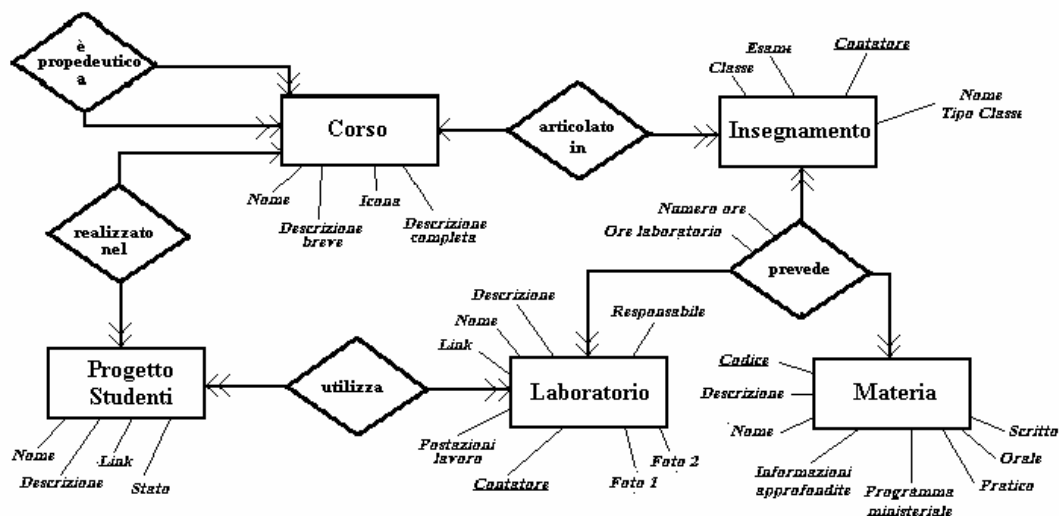 è
propedeutico
a
Corso
Nome
Descrizione
breve
Icona
Descrizione
completa
articolato
in
Esame
Contatore
Classe
Nome
Tipo Classe
Insegnamento
realizzato
nel
Numero ore
Ore laboratorio
prevede
Progetto
Studenti
Nome
Descrizione
Link
Stato
utilizza
Descrizione
Nome
Link
Responsabile
Laboratorio
Postazioni
lavoro
Contatore
Foto 1
Foto 2
Codice
Descrizione
Nome
Materia
Scritto
Orale
Pratico
Informazioni
approfondite
Programma
ministeriale